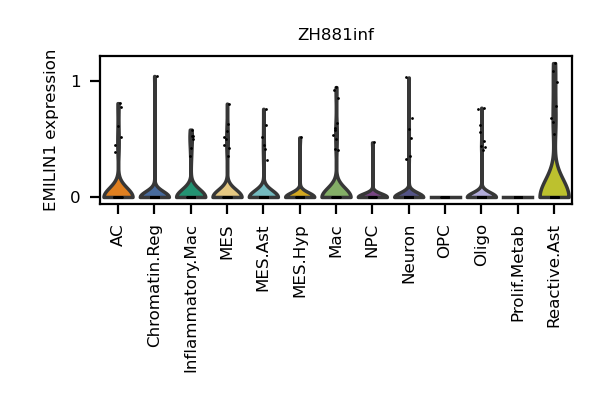 ZH881inf
EMILIN1 expression
1
0
AC
Chromatin.Reg
Inflammatory.Mac
MES
MES.Ast
MES.Hyp
Mac
NPC
Neuron
OPC
Oligo
Prolif.Metab
Reactive.Ast